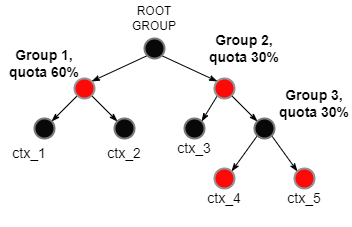 ROOT
GROUP
Group 1,
quota 60%
Group 2,
quota 30%
Group 3,
quota 30%
ctx_1
ctx_2
ctx_3
ctx_4
ctx_5